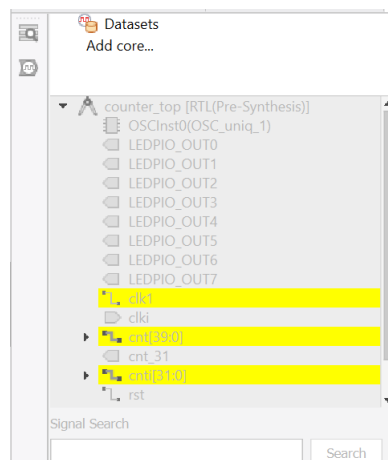 Datasets
Add core...
counter_top [RTL(Pre-Synthesis)]
OSCInst0(OSC_uniq_1)
LEDPIO_OUT0
LEDPIO_OUT1
LEDPIO_OUT2
LEDPIO_OUT3
LEDPIO_OUT4
LEDPIO_OUT5
LEDPIO_OUT6
LEDPIO_OUT7
clk1
clki
cnt[39:0]
cnt_31
cnti[31:0]
rst
Signal Search
Search